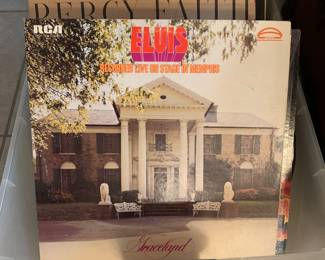 PERCY FAITH
RCA
ELVIS
RECORDED LIVE ON STAGE IN MEMPHIS
Graceland